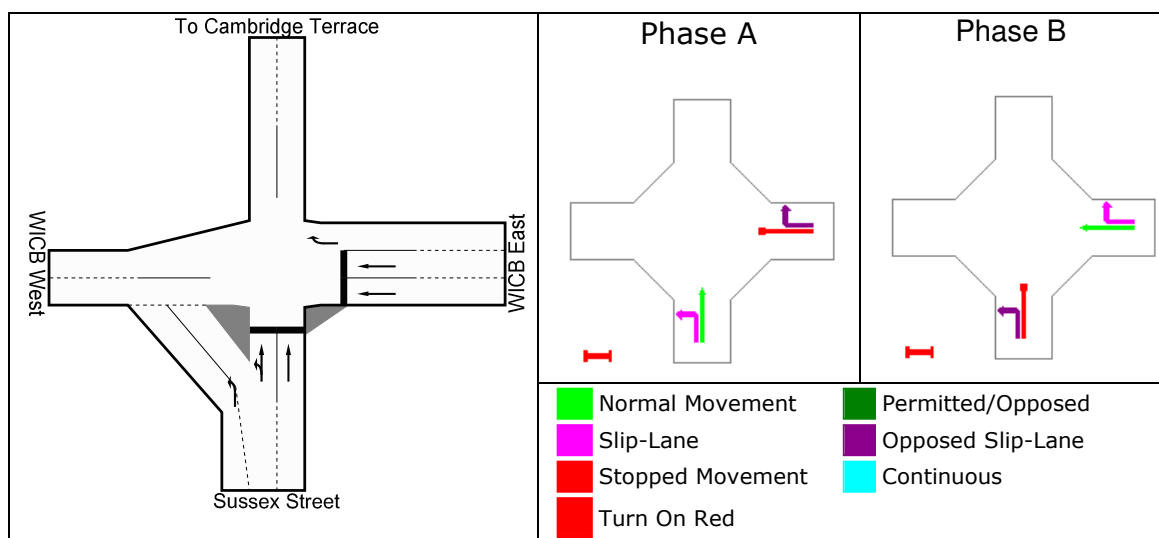 To Cambridge Terrace
WICB West
WICB East
Sussex Street
Phase A
Phase B
Normal Movement
Permitted/Opposed
Slip-Lane
Opposed Slip-Lane
Stopped Movement
Continuous
Turn On Red